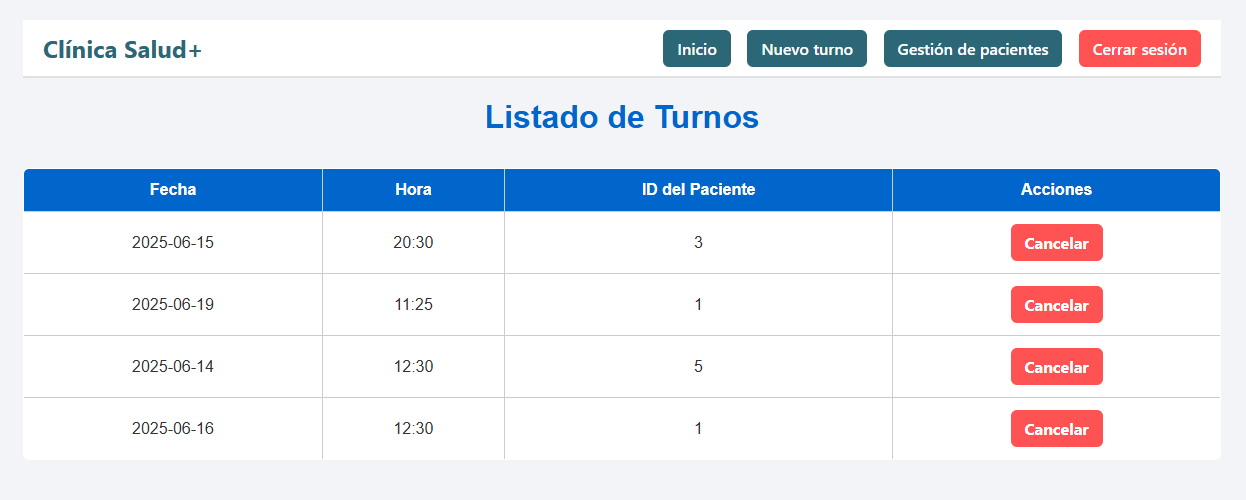 Clínica Salud+ Inicio Nuevo turno Gestión de pacientes Cerrar sesión
Listado de Turnos
Fecha Hora ID del Paciente Acciones
2025-06-15 20:30 3 Cancelar
2025-06-19 11:25 1 Cancelar
2025-06-14 12:30 5 Cancelar
2025-06-16 12:30 1 Cancelar